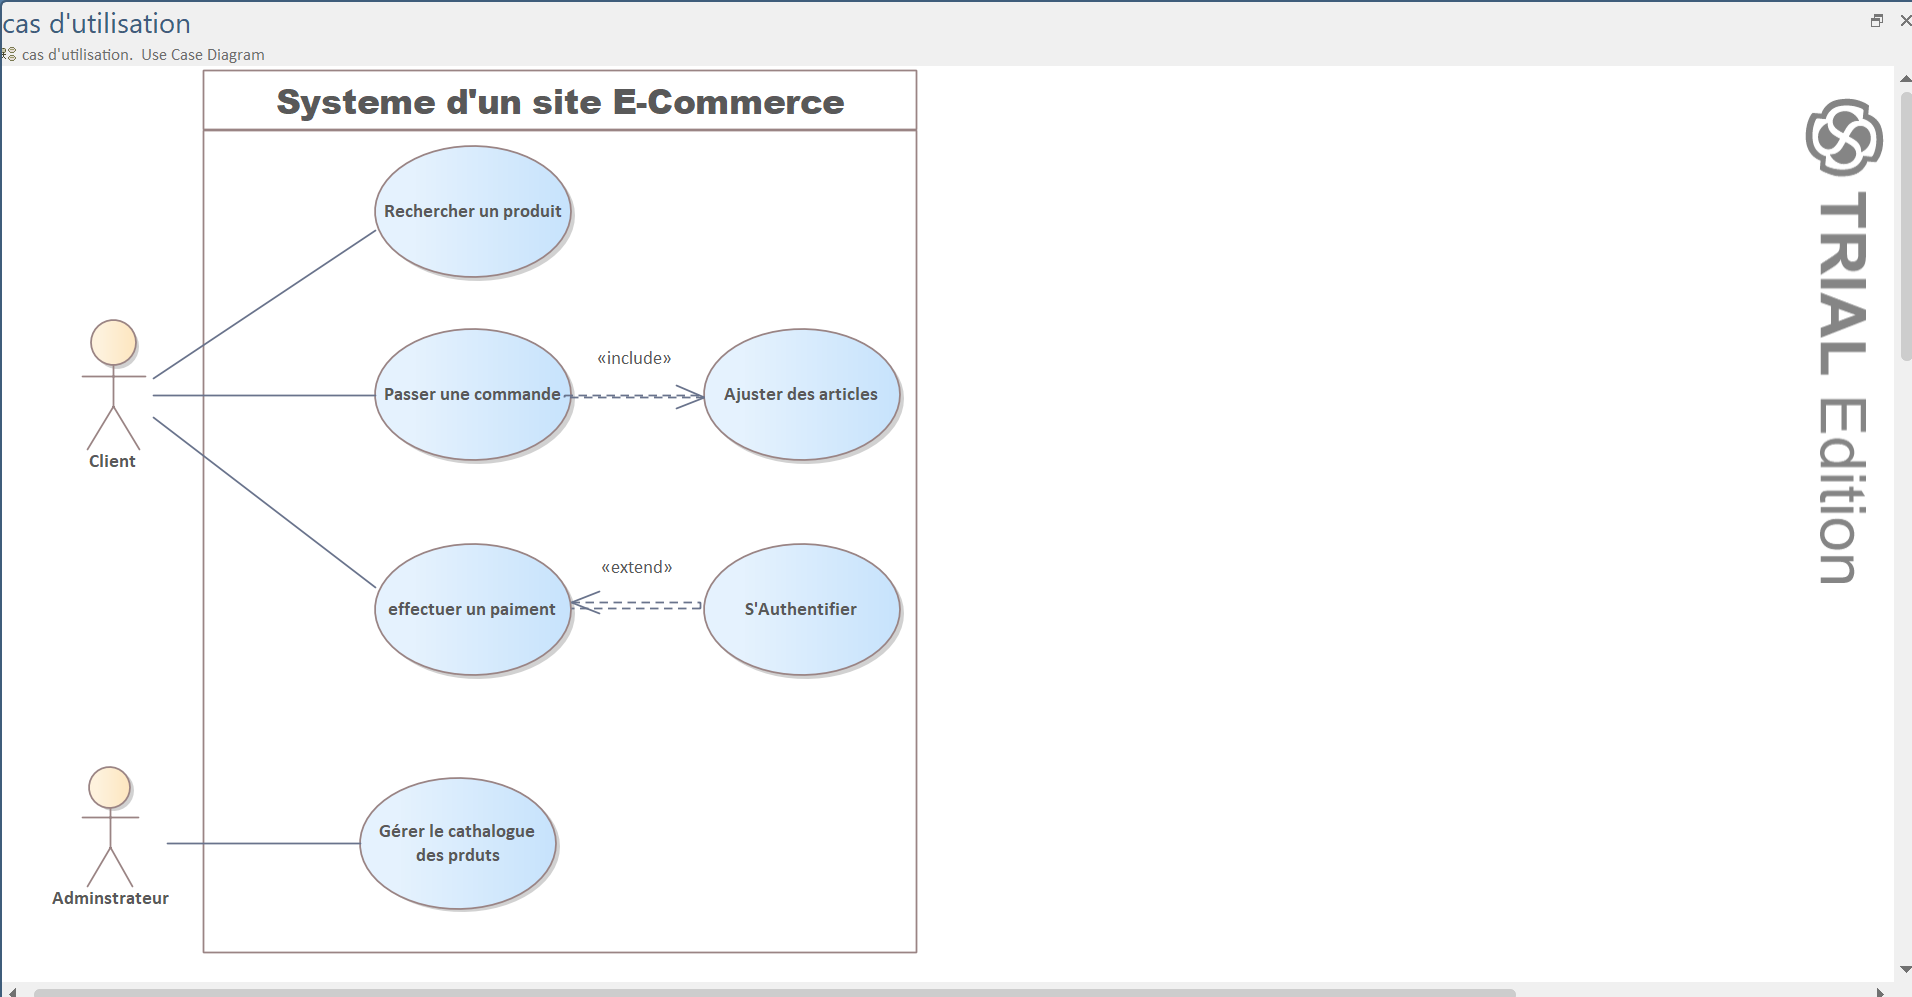 cas d'utilisation
cas d'utilisation.  Use Case Diagram
Systeme d'un site E-Commerce
Rechercher un produit
«include»
Passer une commande
Ajuster des articles
Client
«extend»
effectuer un paiment
S'Authentifier
Gérer le cathalogue
des prduts
Adminstrateur
TRIAL Edition